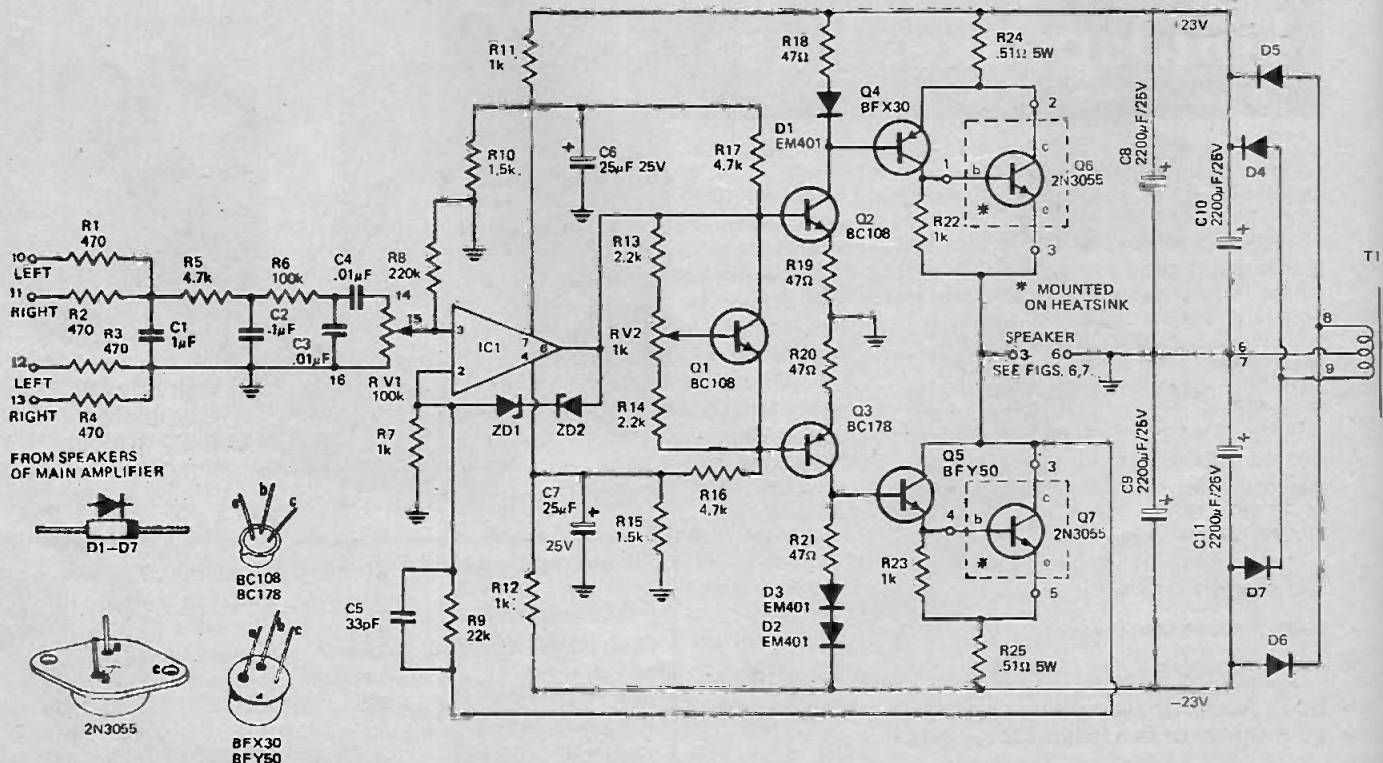 R11
1k
R10
1.5k
C6
25µF 25V
R17
4.7k
R18
47Ω
D1
EM401
Q4
BFX30
R24
.51Ω 5W
+23V
D5
D4
2
1
b
c
e
Q6
2N3055
*
R22
1k
3
* MOUNTED
ON HEATSINK
C8
2200µF/25V
C10
2200µF/25V
T1
R1
470
10
LEFT
11
RIGHT
R2
470
R3
470
12
LEFT
13
RIGHT
R4
470
R5
4.7k
R6
100k
C4
.01µF
C1
1µF
C2
.1µF
C3
.01µF
14
15
16
RV1
100k
R8
220k
3
2
IC1
7
4
6
R13
2.2k
RV2
1k
R14
2.2k
Q1
BC108
Q2
BC108
R19
47Ω
R20
47Ω
Q3
BC178
SPEAKER
3 6
SEE FIGS. 6,7
6
7
8
9
R7
1k
ZD1
ZD2
C7
25µF
25V
R15
1.5k
R16
4.7k
R12
1k
C5
33pF
R9
22k
R21
47Ω
D3
EM401
D2
EM401
Q5
BFY50
3
4
b
c
e
Q7
2N3055
*
R23
1k
5
R25
.51Ω 5W
C9
2200µF/25V
C11
2200µF/25V
D7
D6
−23V
FROM SPEAKERS
OF MAIN AMPLIFIER
D1–D7
b
c
BC108
BC178
2N3055
b
c
BFX30
BFY50